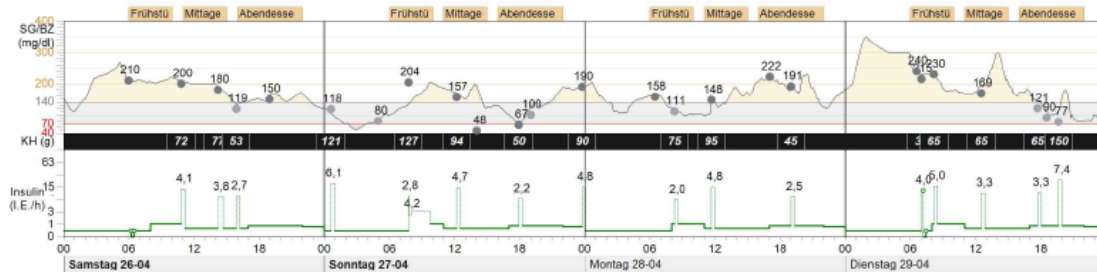 Frühstü Mittage Abendesse Frühstü Mittage Abendesse Frühstü Mittage Abendesse Frühstü Mittage Abendesse
400
SG/BZ
(mg/dl)
300
200
140
70
40
210 200 180 119 150 118 80 204 157 48 67 100 190 158 111 148 222 191 240 230 169 121 90 77
KH (g) 72 77 53 121 127 94 50 90 75 95 45 3 65 65 65 150
63
Insulin
(I.E./h)
15
3
1
0
4,1 3,8 2,7 6,1 2,8 4,2 4,7 2,2 4,8 2,0 4,8 2,5 4,0 5,0 3,3 3,3 7,4
00 06 12 18 00 06 12 18 00 06 12 18 00 06 12 18
Samstag 26-04 Sonntag 27-04 Montag 28-04 Dienstag 29-04